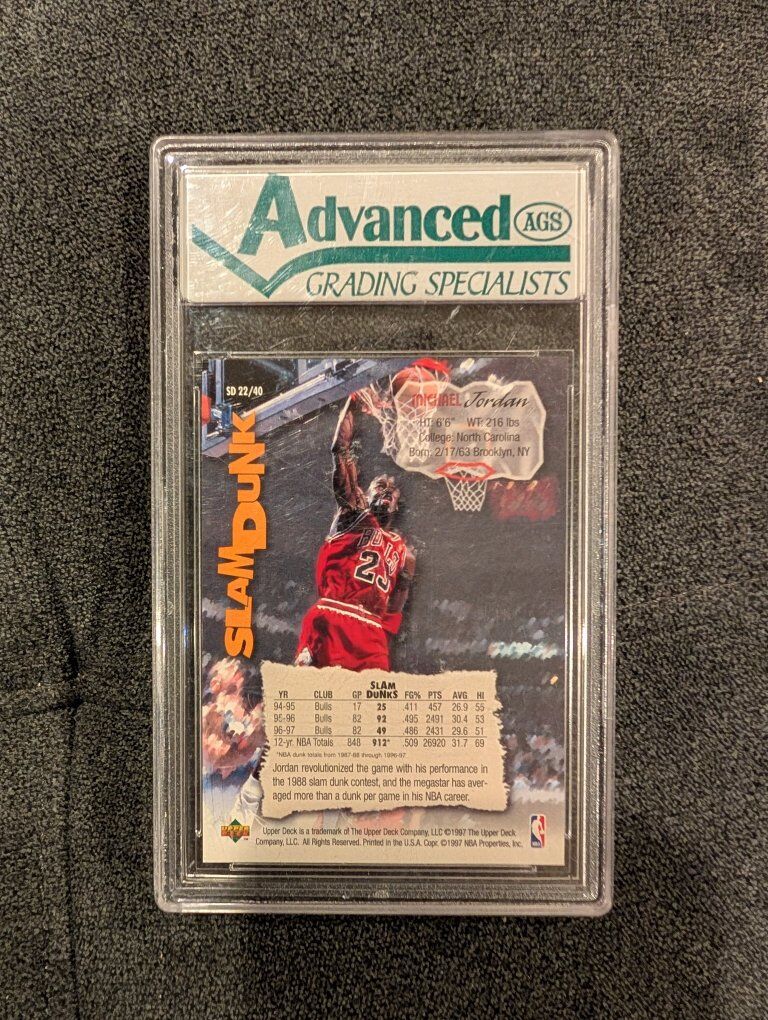 Advanced AGS
GRADING SPECIALISTS
SD 22/40
MICHAEL Jordan
HT: 6'6" WT: 216 lbs
College: North Carolina
Born: 2/17/63 Brooklyn, NY
SLAM DUNK
BULLS
23
YR CLUB GP SLAM DUNKS FG% PTS AVG HI
94-95 Bulls 17 25 .411 457 26.9 55
95-96 Bulls 82 92 .495 2491 30.4 53
96-97 Bulls 82 49 .486 2431 29.6 51
12-yr. NBA Totals 848 912* .509 26920 31.7 69
*NBA dunk totals from 1987-88 through 1996-97.
Jordan revolutionized the game with his performance in
the 1988 slam dunk contest, and the megastar has aver-
aged more than a dunk per game in his NBA career.
UPPER DECK
Upper Deck is a trademark of The Upper Deck Company, LLC ©1997 The Upper Deck
Company, LLC. All Rights Reserved. Printed in the U.S.A. Copr. ©1997 NBA Properties, Inc.
NBA